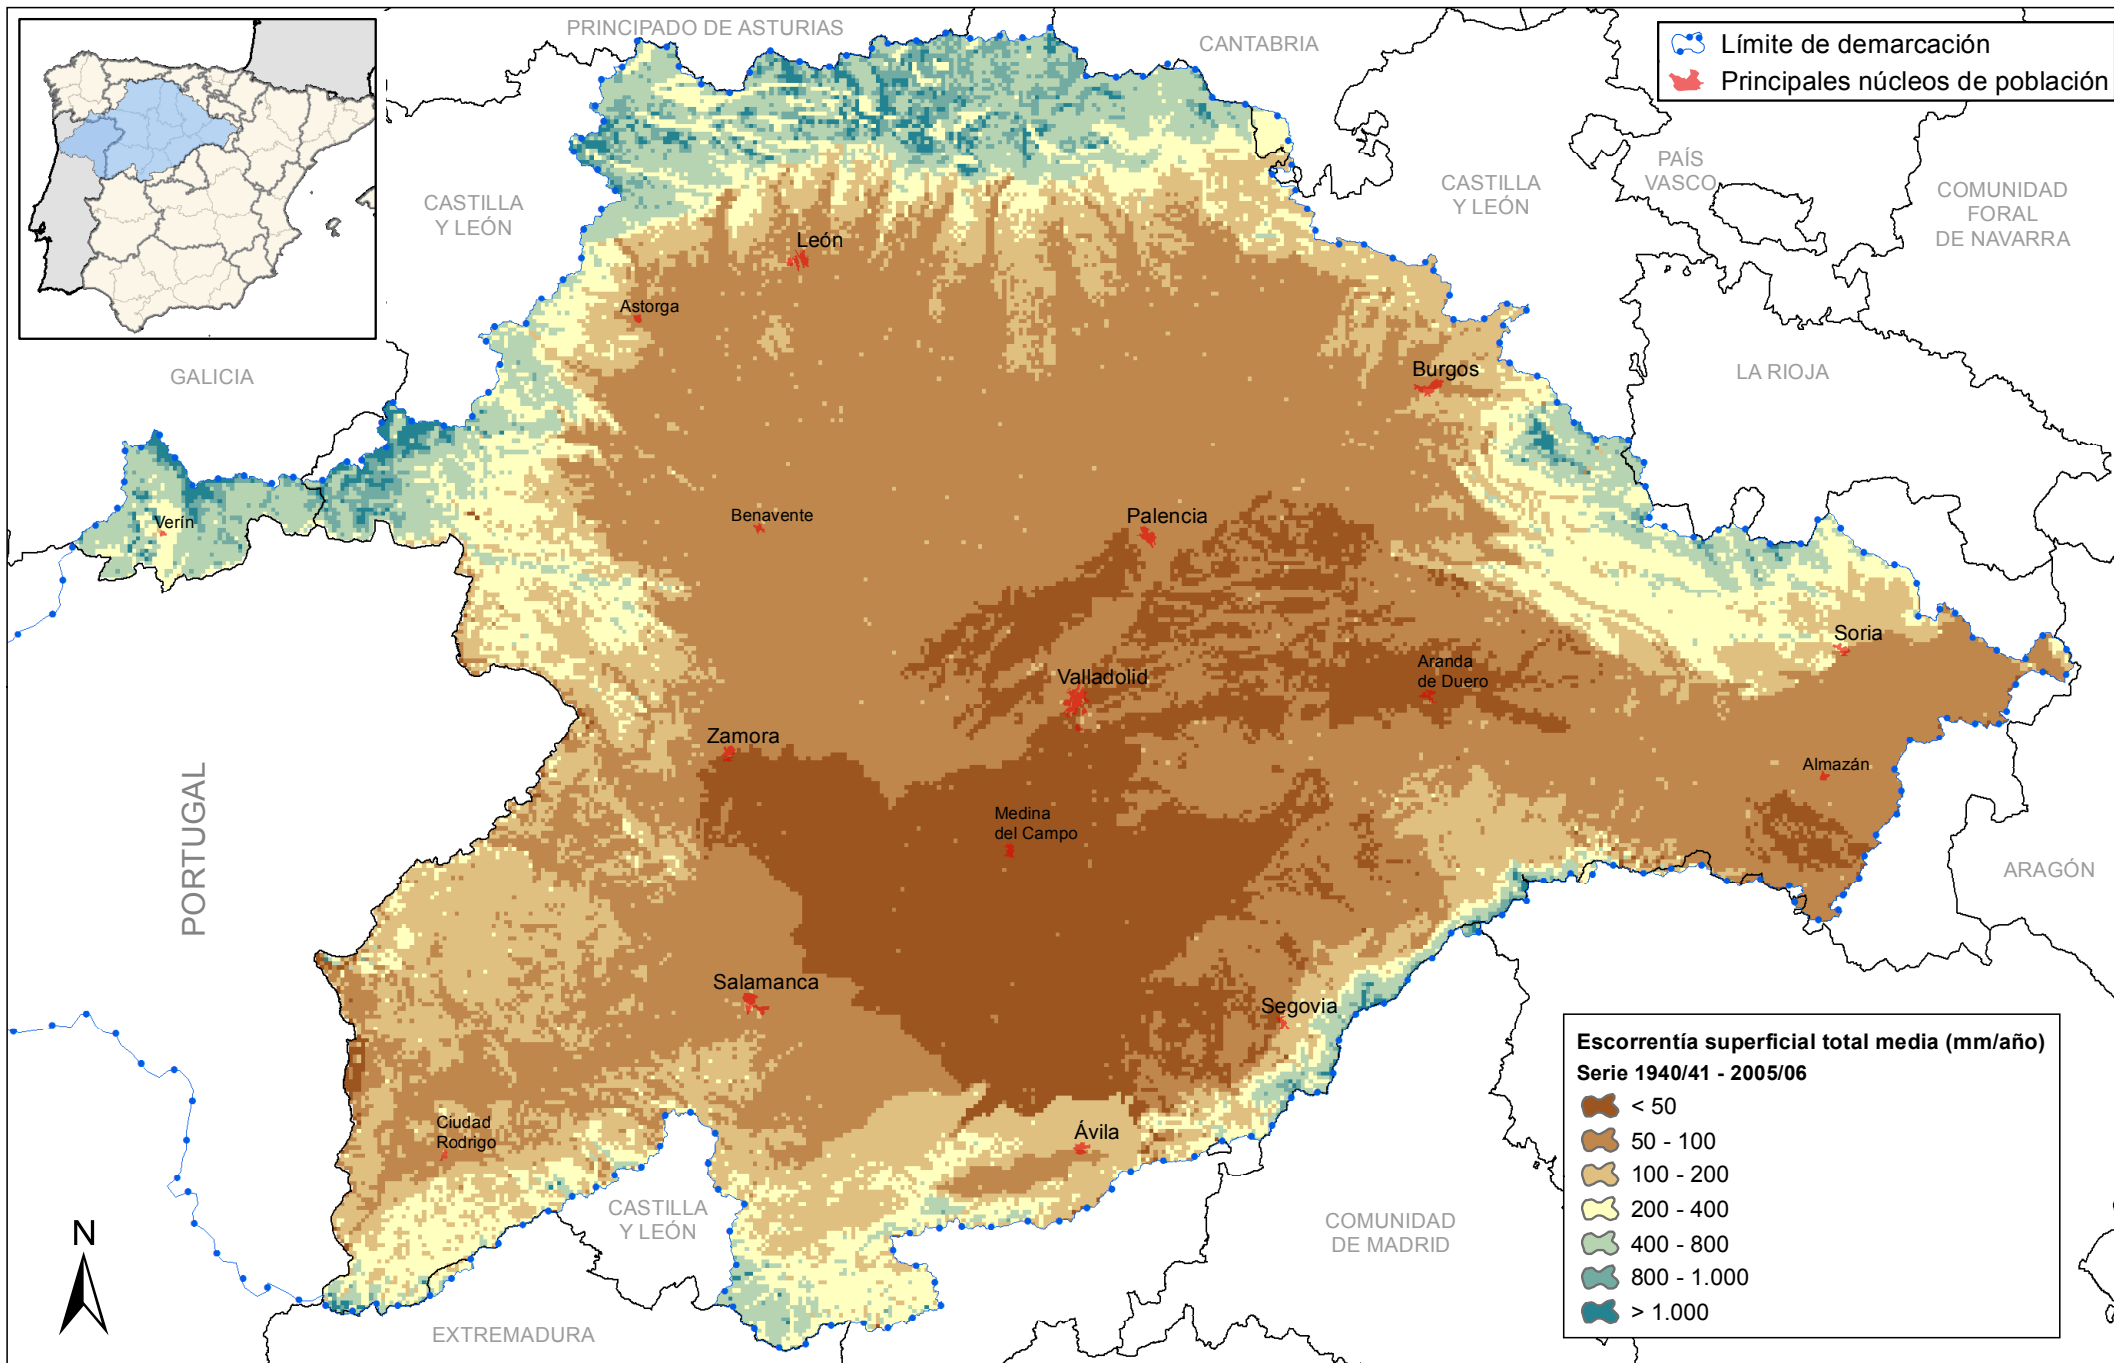 PRINCIPADO DE ASTURIAS
CANTABRIA
Límite de demarcación
Principales núcleos de población
PAÍS
VASCO
CASTILLA
Y LEÓN
COMUNIDAD
FORAL
DE NAVARRA
CASTILLA
Y LEÓN
León
Astorga
GALICIA
Burgos
LA RIOJA
Verín
Benavente
Palencia
Soria
Aranda
de Duero
Valladolid
Zamora
Almazán
Medina
del Campo
PORTUGAL
ARAGÓN
Salamanca
Segovia
Ciudad
Rodrigo
Ávila
CASTILLA
Y LEÓN
COMUNIDAD
DE MADRID
EXTREMADURA
N
Escorrentía superficial total media (mm/año)
Serie 1940/41 - 2005/06
< 50
50 - 100
100 - 200
200 - 400
400 - 800
800 - 1.000
> 1.000